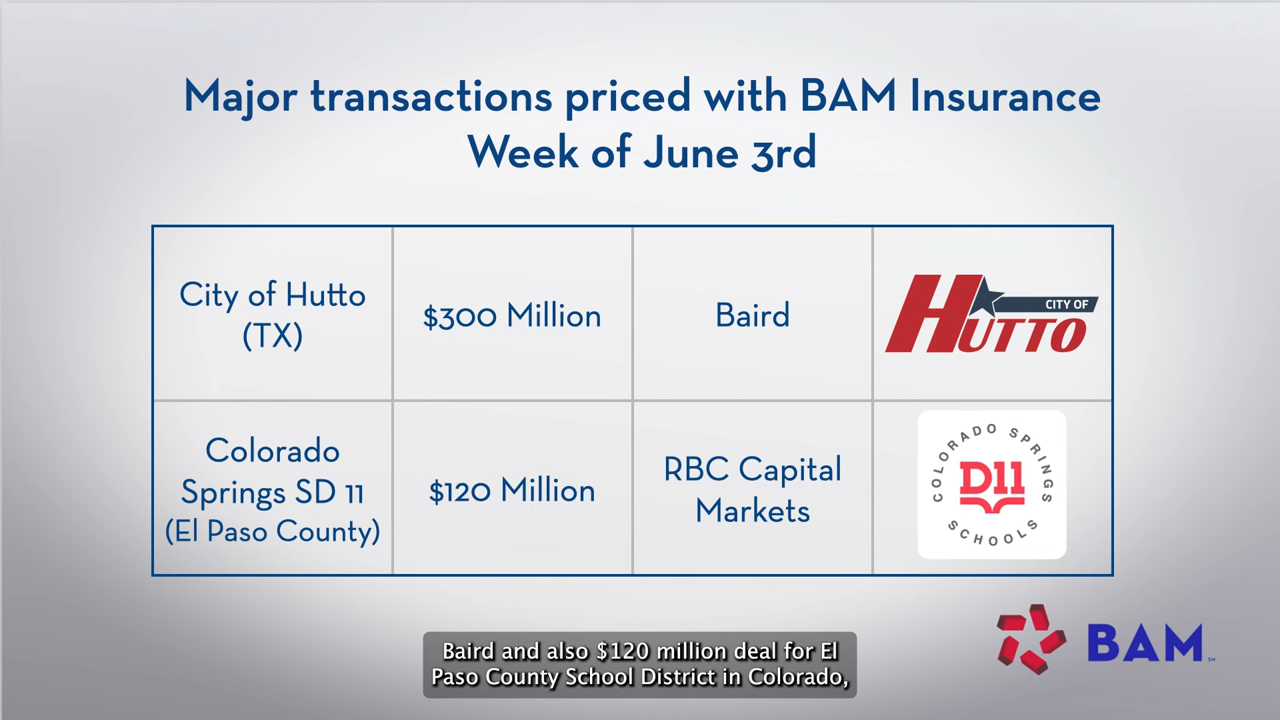 Major transactions priced with BAM Insurance
Week of June 3rd
City of Hutto
(TX)
$300 Million
Baird
CITY OF
HUTTO
Colorado
Springs SD 11
(El Paso County)
$120 Million
RBC Capital
Markets
COLORADO SPRINGS
D11
SCHOOLS
BAM
SM
Baird and also $120 million deal for El
Paso County School District in Colorado,